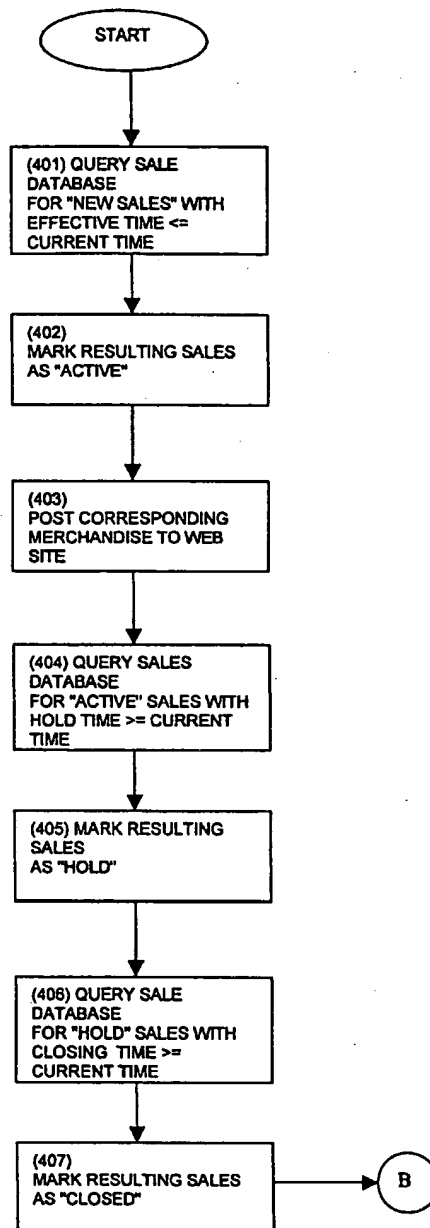 START
(401) QUERY SALE
DATABASE
FOR "NEW SALES" WITH
EFFECTIVE TIME <=
CURRENT TIME
(402)
MARK RESULTING SALES
AS "ACTIVE"
(403)
POST CORRESPONDING
MERCHANDISE TO WEB
SITE
(404) QUERY SALES
DATABASE
FOR "ACTIVE" SALES WITH
HOLD TIME >= CURRENT
TIME
(405) MARK RESULTING
SALES
AS "HOLD"
(406) QUERY SALE
DATABASE
FOR "HOLD" SALES WITH
CLOSING TIME >=
CURRENT TIME
(407)
MARK RESULTING SALES
AS "CLOSED"
B